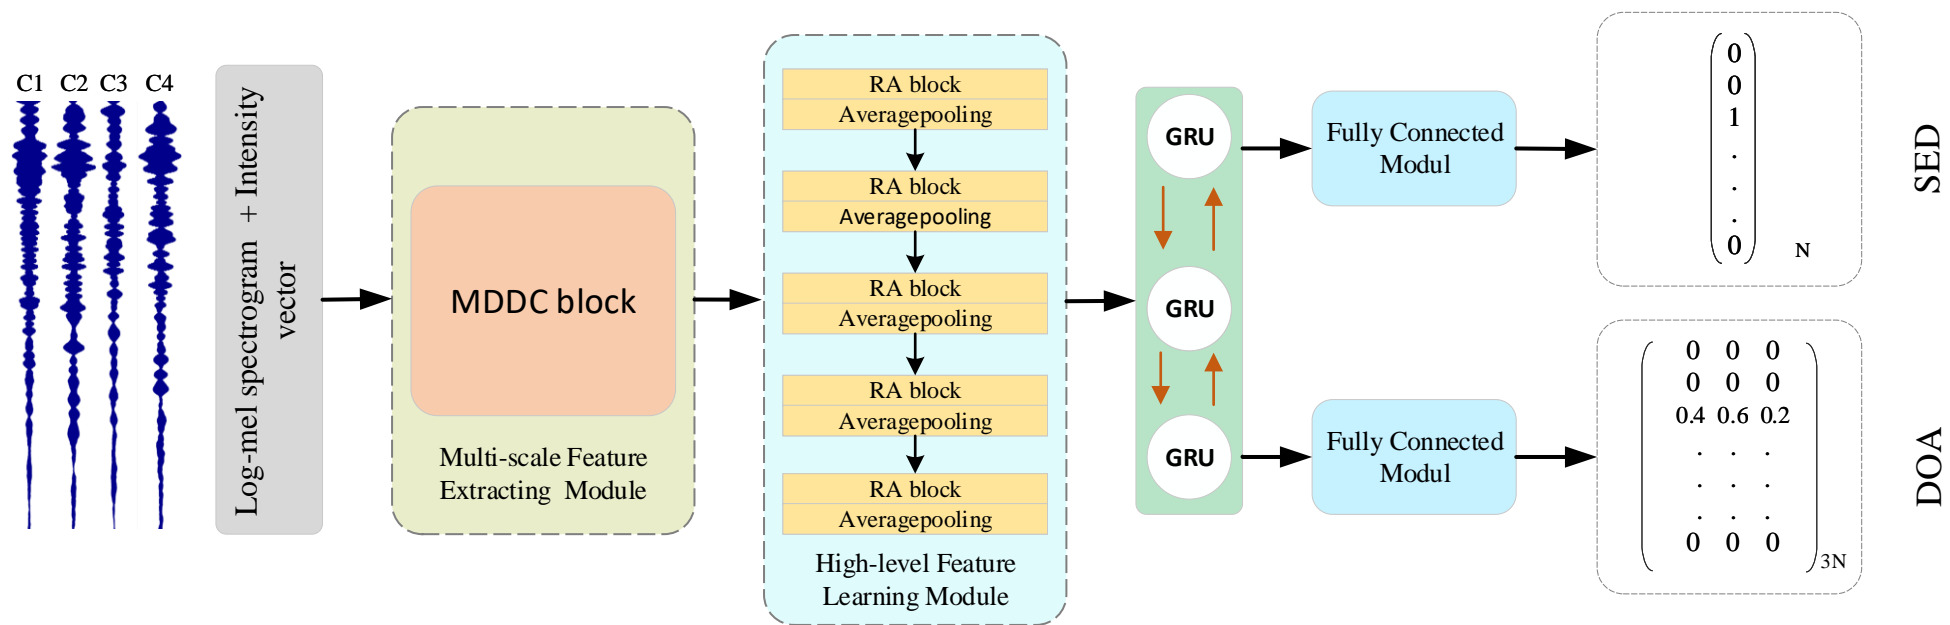 C1 C2 C3 C4
Log-mel spectrogram + Intensity
vector
MDDC block
Multi-scale Feature
Extracting Module
RA block
Averagepooling
RA block
Averagepooling
RA block
Averagepooling
RA block
Averagepooling
RA block
Averagepooling
High-level Feature
Learning Module
GRU
GRU
GRU
Fully Connected
Modul
Fully Connected
Modul
0
0
1
.
.
.
0
N
SED
0 0 0
0 0 0
0.4 0.6 0.2
. . .
. . .
. . .
0 0 0
3N
DOA